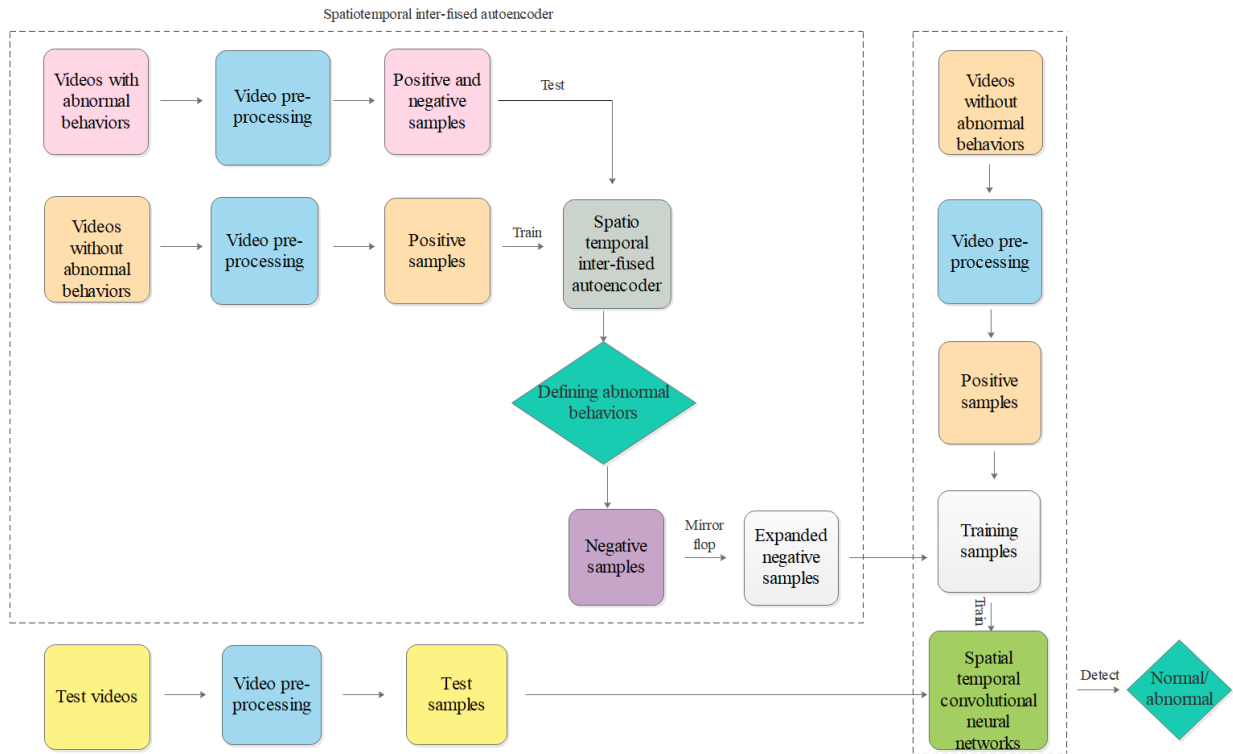 Spatiotemporal inter-fused autoencoder
Videos with
abnormal
behaviors
Video pre-
processing
Positive and
negative
samples
Test
Videos
without
abnormal
behaviors
Video pre-
processing
Positive
samples
Train
Spatio
temporal
inter-fused
autoencoder
Defining abnormal
behaviors
Negative
samples
Mirror
flop
Expanded
negative
samples
Videos
without
abnormal
behaviors
Video pre-
processing
Positive
samples
Training
samples
Train
Test videos
Video pre-
processing
Test
samples
Spatial
temporal
convolutional
neural
networks
Detect
Normal/
abnormal